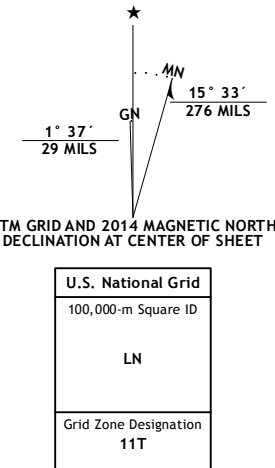 ★
MN
GN
15° 33´
276 MILS
1° 37´
29 MILS
TM GRID AND 2014 MAGNETIC NORTH
DECLINATION AT CENTER OF SHEET
U.S. National Grid
100,000-m Square ID
LN
Grid Zone Designation
11T